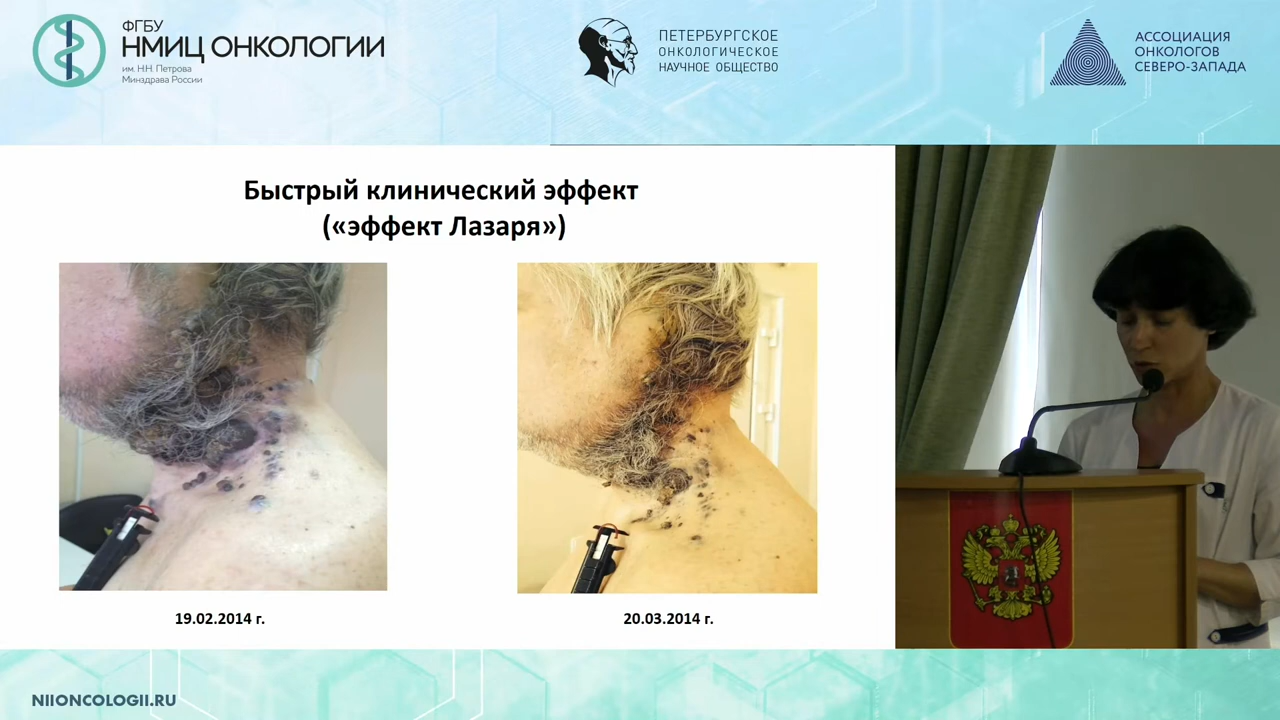 ФГБУ
НМИЦ ОНКОЛОГИИ
им. Н.Н. Петрова
Минздрава России
ПЕТЕРБУРГСКОЕ
ОНКОЛОГИЧЕСКОЕ
НАУЧНОЕ ОБЩЕСТВО
АССОЦИАЦИЯ
ОНКОЛОГОВ
СЕВЕРО-ЗАПАДА
Быстрый клинический эффект
(«эффект Лазаря»)
19.02.2014 г.
20.03.2014 г.
NIIONCOLOGII.RU